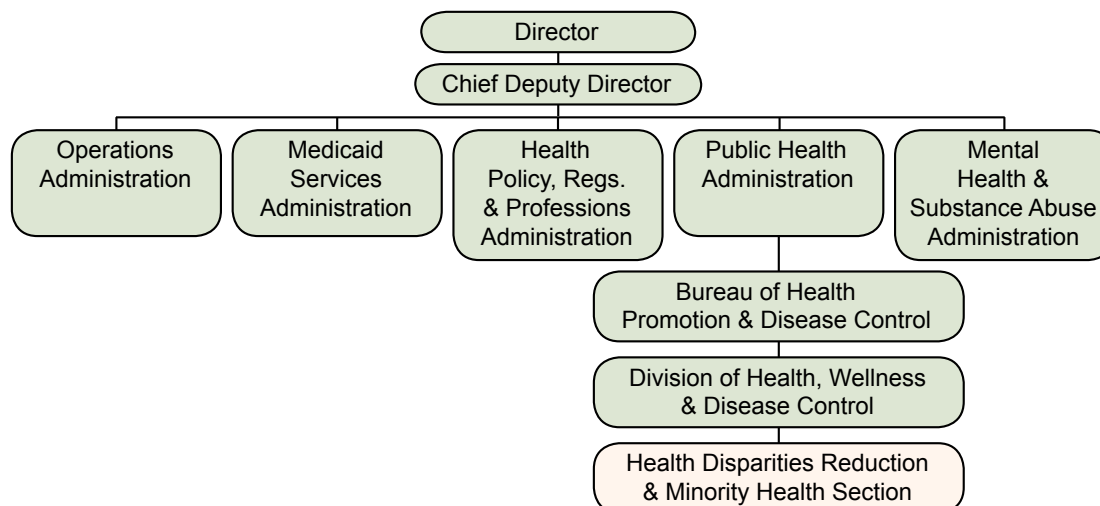 Director
Chief Deputy Director
Operations
Administration
Medicaid
Services
Administration
Health
Policy, Regs.
& Professions
Administration
Public Health
Administration
Mental
Health &
Substance Abuse
Administration
Bureau of Health
Promotion & Disease Control
Division of Health, Wellness
& Disease Control
Health Disparities Reduction
& Minority Health Section